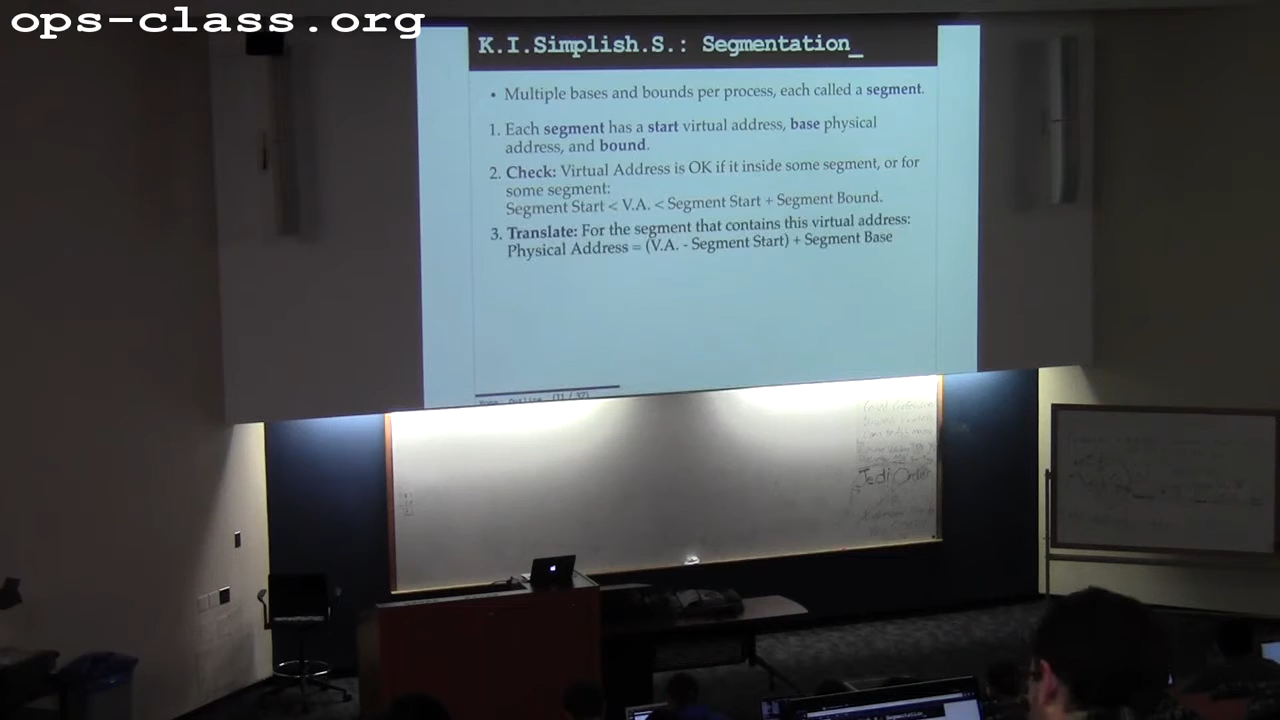 ops-class.org
K.I.Simplish.S.: Segmentation_
• Multiple bases and bounds per process, each called a segment.
1. Each segment has a start virtual address, base physical
address, and bound.
2. Check: Virtual Address is OK if it inside some segment, or for
some segment:
Segment Start < V.A. < Segment Start + Segment Bound.
3. Translate: For the segment that contains this virtual address:
Physical Address = (V.A. - Segment Start) + Segment Base
Jedi Order